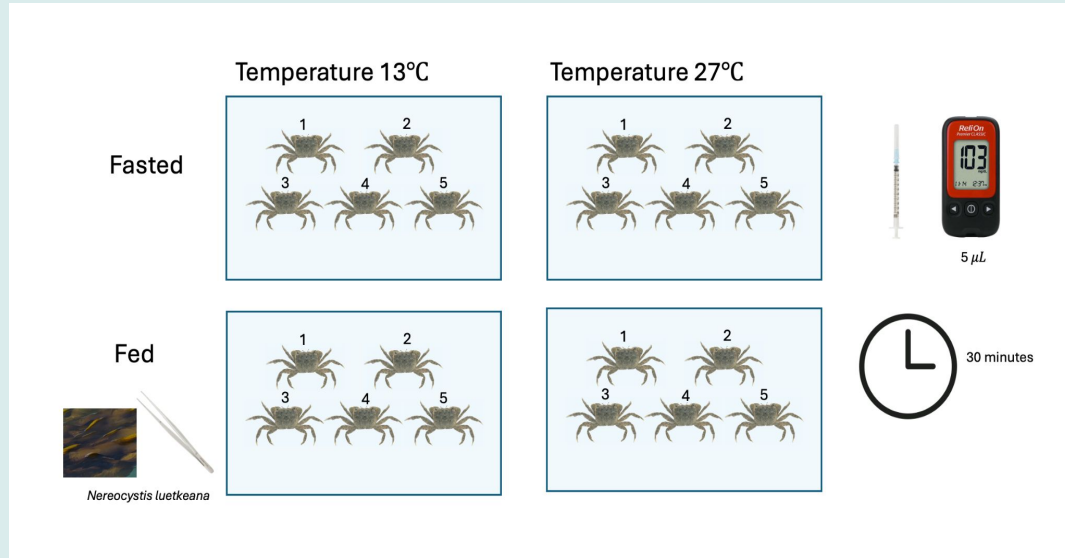 Temperature 13℃
Temperature 27℃
Fasted
1 2
3 4 5
1 2
3 4 5
ReliOn
103
5 μL
Fed
1 2
3 4 5
1 2
3 4 5
30 minutes
Nereocystis luetkeana